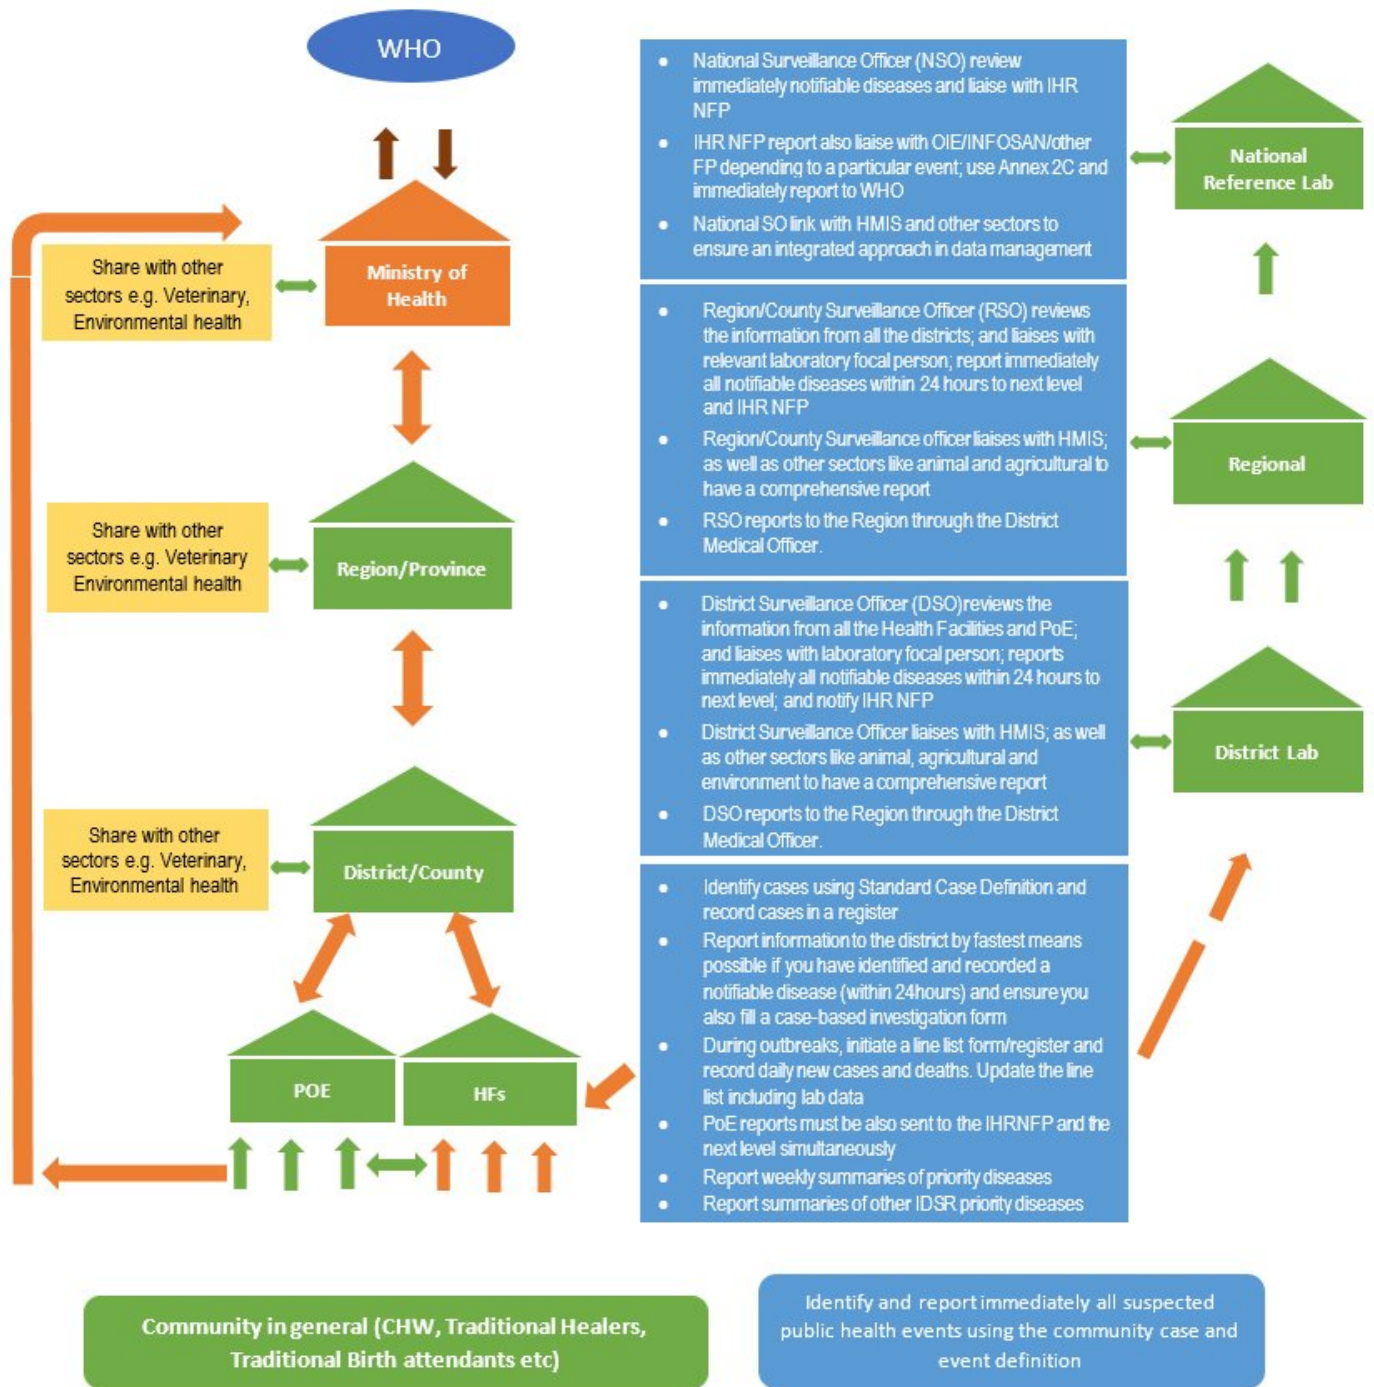 WHO
Share with other
sectors e.g. Veterinary,
Environmental health
Ministry of
Health
Share with other
sectors e.g. Veterinary
Environmental health
Region/Province
Share with other
sectors e.g. Veterinary,
Environmental health
District/County
POE
HFs
• National Surveillance Officer (NSO) review
immediately notifiable diseases and liaise with IHR
NFP
• IHR NFP report also liaise with OIE/INFOSAN/other
FP depending to a particular event; use Annex 2C and
immediately report to WHO
• National SO link with HMIS and other sectors to
ensure an integrated approach in data management
• Region/County Surveillance Officer (RSO) reviews
the information from all the districts; and liaises with
relevant laboratory focal person; report immediately
all notifiable diseases within 24 hours to next level
and IHR NFP
• Region/County Surveillance officer liaises with HMIS;
as well as other sectors like animal and agricultural to
have a comprehensive report
• RSO reports to the Region through the District
Medical Officer.
• District Surveillance Officer (DSO)reviews the
information from all the Health Facilities and PoE;
and liaises with laboratory focal person; reports
immediately all notifiable diseases within 24 hours to
next level; and notify IHR NFP
• District Surveillance Officer liaises with HMIS; as well
as other sectors like animal, agricultural and
environment to have a comprehensive report
• DSO reports to the Region through the District
Medical Officer.
• Identify cases using Standard Case Definition and
record cases in a register
• Report information to the district by fastest means
possible if you have identified and recorded a
notifiable disease (within 24hours) and ensure you
also fill a case-based investigation form
• During outbreaks, initiate a line list form/register and
record daily new cases and deaths. Update the line
list including lab data
• PoE reports must be also sent to the IHRNFP and the
next level simultaneously
• Report weekly summaries of priority diseases
• Report summaries of other IDSR priority diseases
National
Reference Lab
Regional
District Lab
Community in general (CHW, Traditional Healers,
Traditional Birth attendants etc)
Identify and report immediately all suspected
public health events using the community case and
event definition